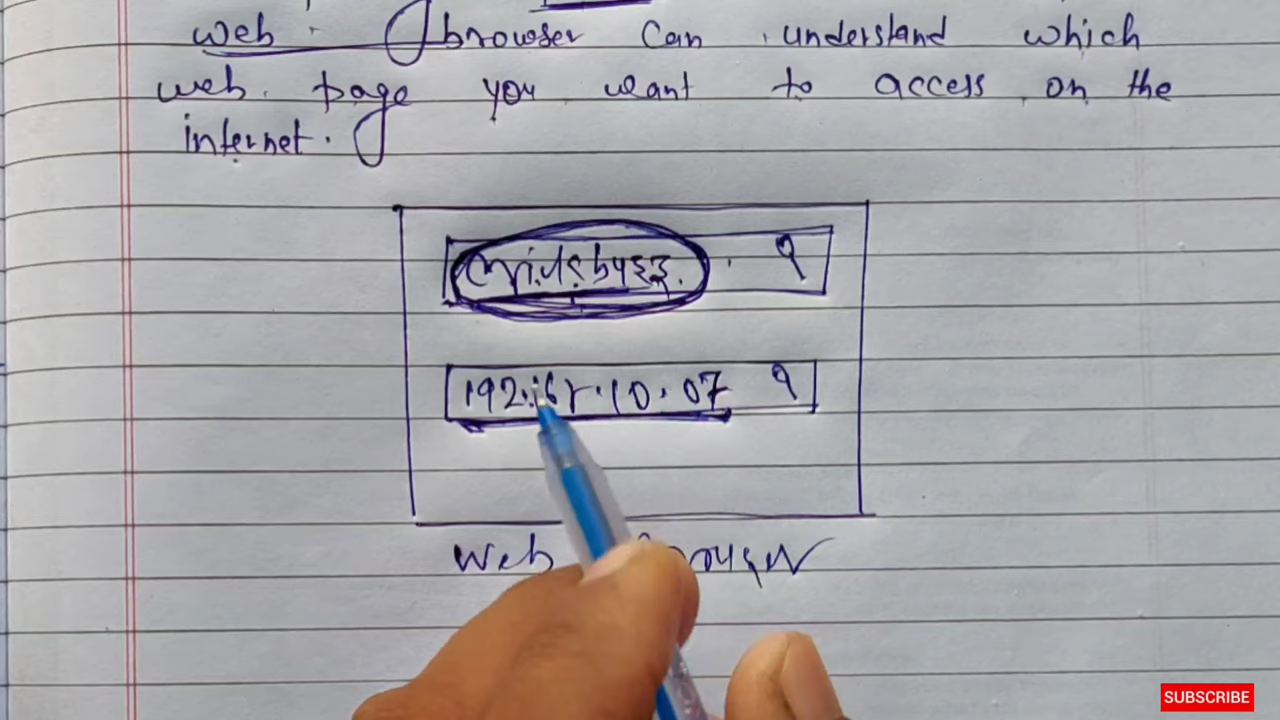 web. browser can understand which
web page you want to access on the
internet.
192.168.10.07
Web
SUBSCRIBE